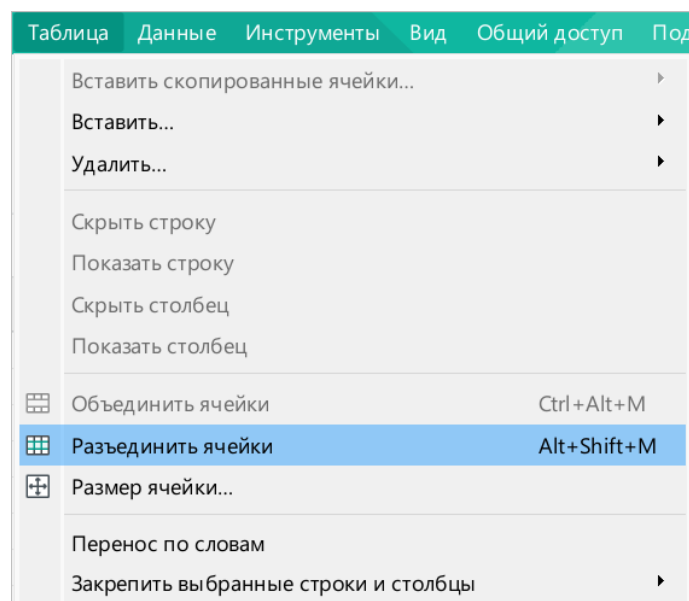 Таблица Данные Инструменты Вид Общий доступ
Вставить скопированные ячейки...
Вставить...
Удалить...
Скрыть строку
Показать строку
Скрыть столбец
Показать столбец
Объединить ячейки Ctrl+Alt+M
Разъединить ячейки Alt+Shift+M
Размер ячейки...
Перенос по словам
Закрепить выбранные строки и столбцы